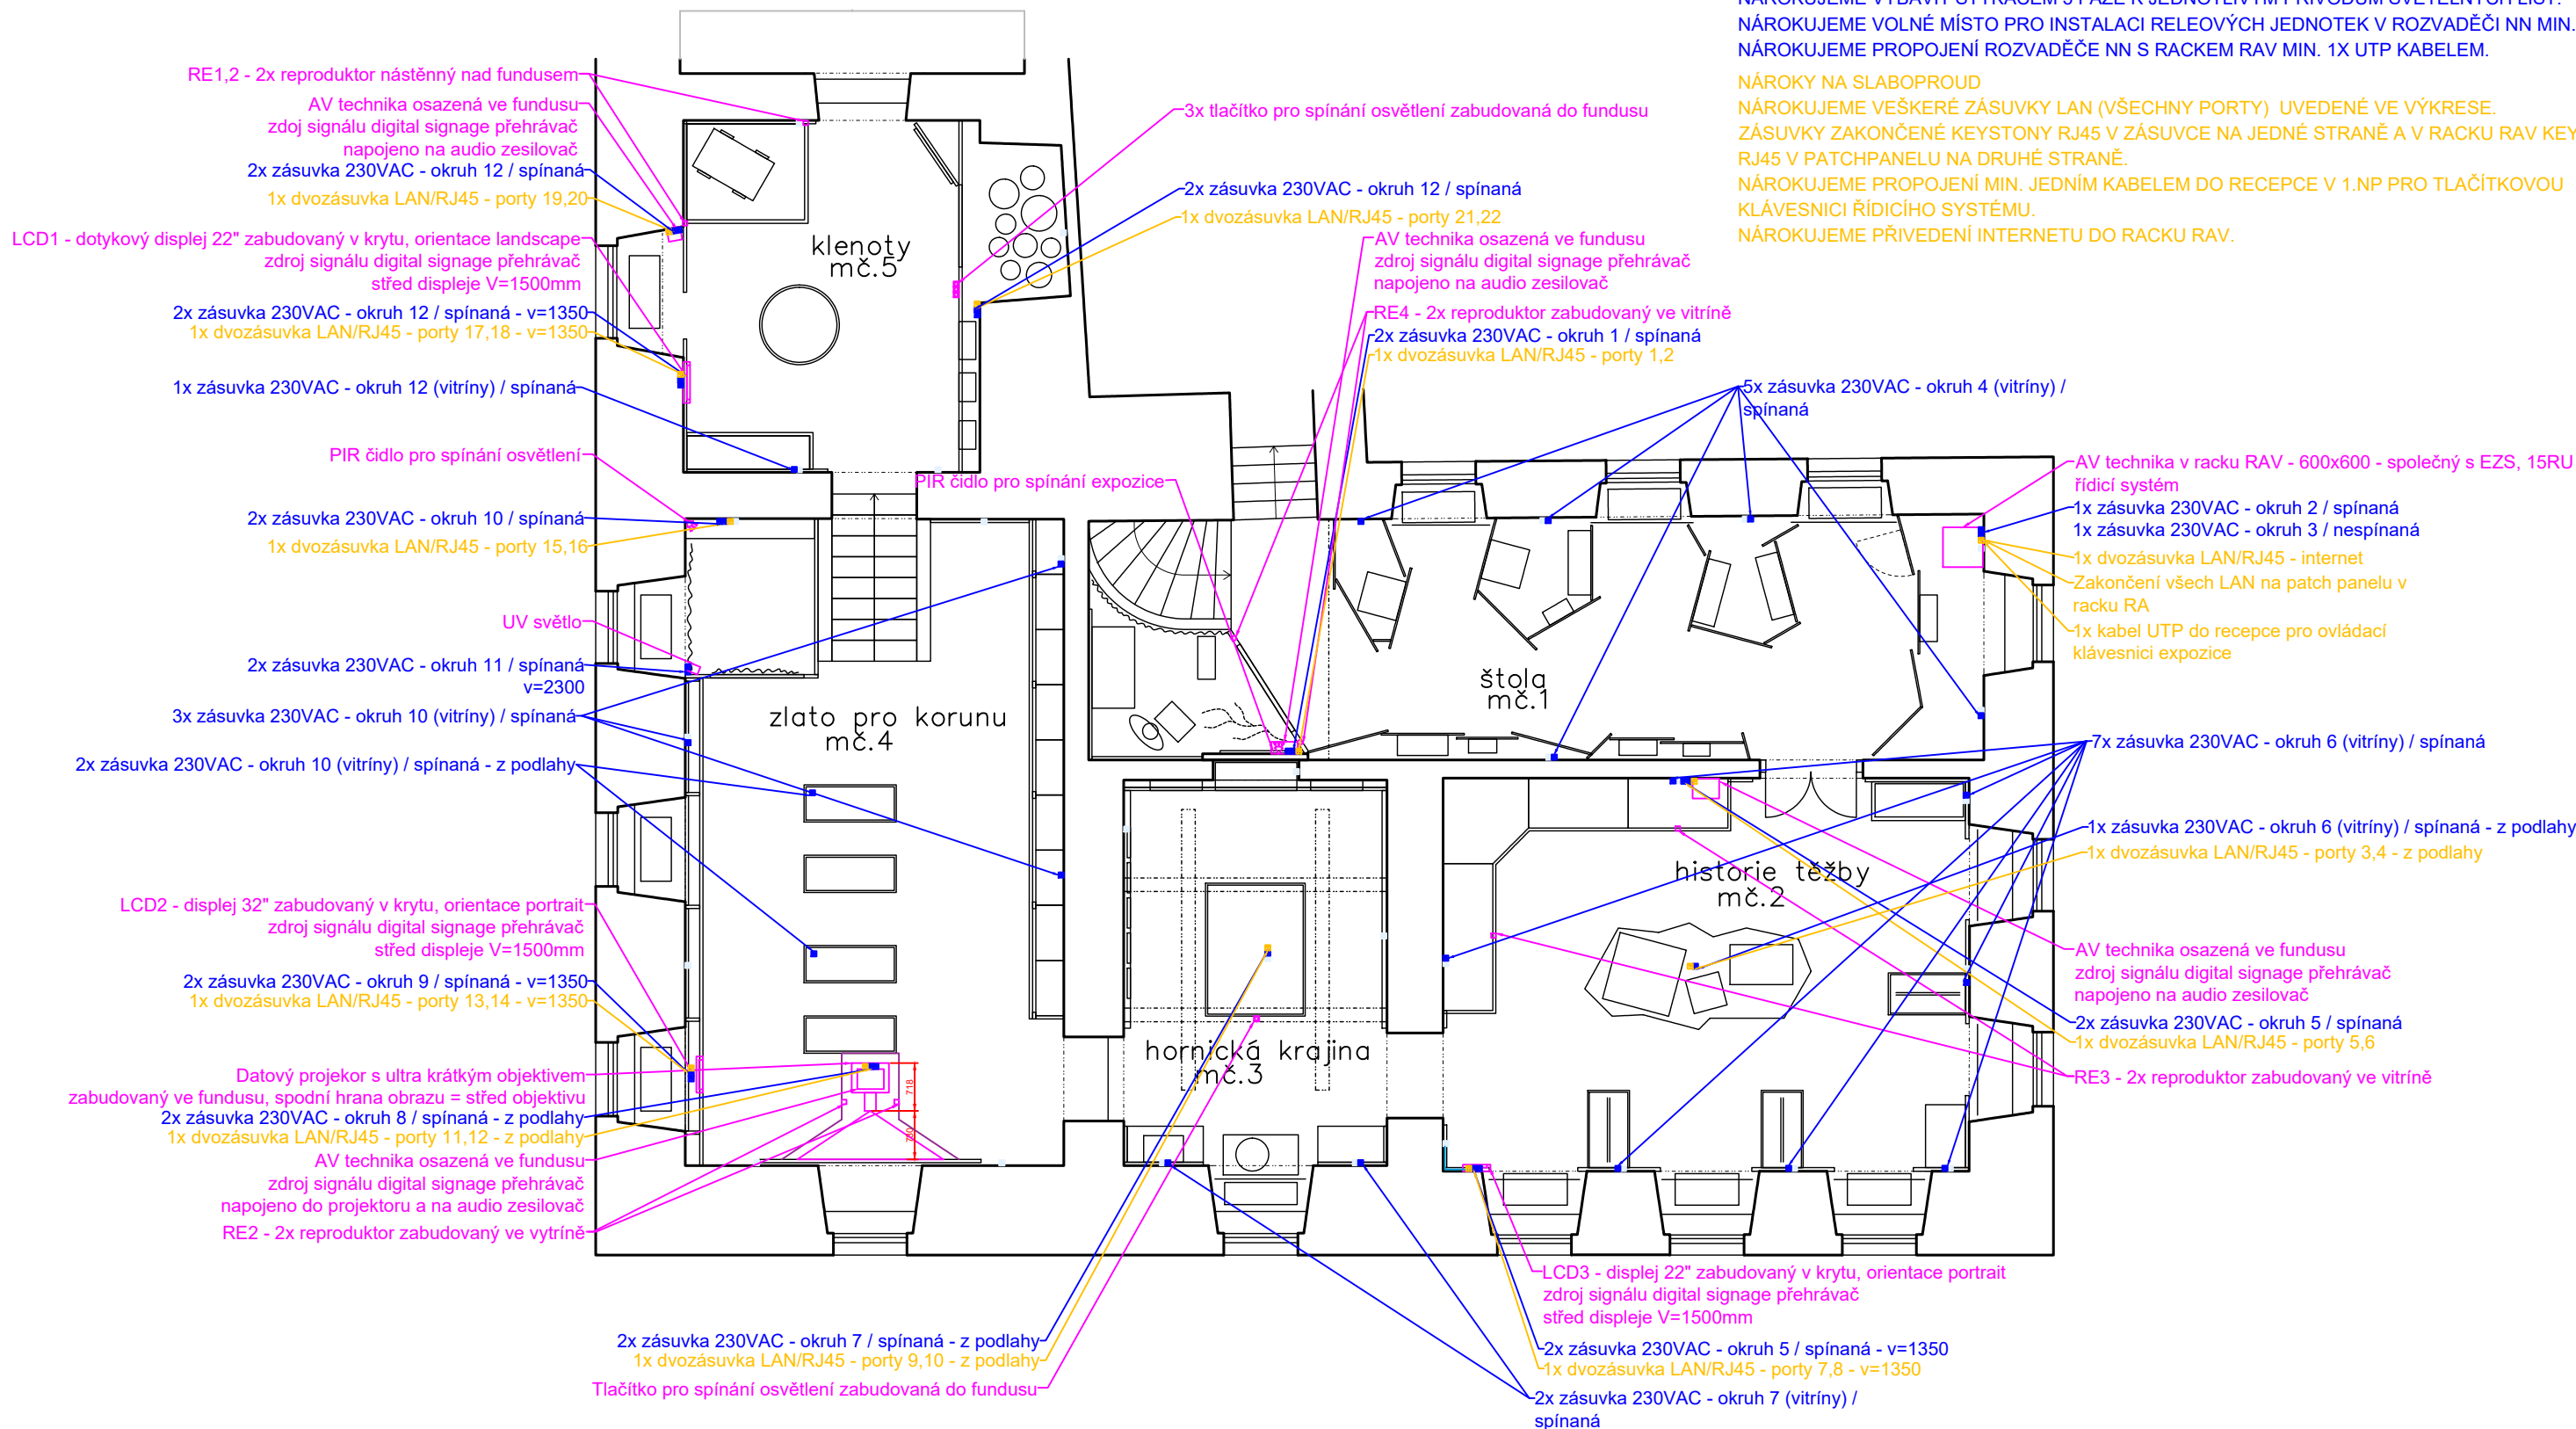 NÁROKUJEME VYBAVIT STYKAČEM 3 FÁZE K JEDNOTLIVÝM PŘÍVODŮM SVĚTELNÝCH LIŠT.
NÁROKUJEME VOLNÉ MÍSTO PRO INSTALACI RELEOVÝCH JEDNOTEK V ROZVADĚČI NN MIN.
NÁROKUJEME PROPOJENÍ ROZVADĚČE NN S RACKEM RAV MIN. 1X UTP KABELEM.
NÁROKY NA SLABOPROUD
NÁROKUJEME VEŠKERÉ ZÁSUVKY LAN (VŠECHNY PORTY) UVEDENÉ VE VÝKRESE.
ZÁSUVKY ZAKONČENÉ KEYSTONY RJ45 V ZÁSUVCE NA JEDNÉ STRANĚ A V RACKU RAV KEY
RJ45 V PATCHPANELU NA DRUHÉ STRANĚ.
NÁROKUJEME PROPOJENÍ MIN. JEDNÍM KABELEM DO RECEPCE V 1.NP PRO TLAČÍTKOVOU
KLÁVESNICI ŘÍDICÍHO SYSTÉMU.
NÁROKUJEME PŘIVEDENÍ INTERNETU DO RACKU RAV.
RE1,2 - 2x reproduktor nástěnný nad fundusem
AV technika osazená ve fundusu
zdoj signálu digital signage přehrávač
napojeno na audio zesilovač
2x zásuvka 230VAC - okruh 12 / spínaná
1x dvozásuvka LAN/RJ45 - porty 19,20
LCD1 - dotykový displej 22" zabudovaný v krytu, orientace landscape
zdroj signálu digital signage přehrávač
střed displeje V=1500mm
2x zásuvka 230VAC - okruh 12 / spínaná - v=1350
1x dvozásuvka LAN/RJ45 - porty 17,18 - v=1350
1x zásuvka 230VAC - okruh 12 (vitríny) / spínaná
PIR čidlo pro spínání osvětlení
2x zásuvka 230VAC - okruh 10 / spínaná
1x dvozásuvka LAN/RJ45 - porty 15,16
UV světlo
2x zásuvka 230VAC - okruh 11 / spínaná
v=2300
3x zásuvka 230VAC - okruh 10 (vitríny) / spínaná
2x zásuvka 230VAC - okruh 10 (vitríny) / spínaná - z podlahy
LCD2 - displej 32" zabudovaný v krytu, orientace portrait
zdroj signálu digital signage přehrávač
střed displeje V=1500mm
2x zásuvka 230VAC - okruh 9 / spínaná - v=1350
1x dvozásuvka LAN/RJ45 - porty 13,14 - v=1350
Datový projekor s ultra krátkým objektivem
zabudovaný ve fundusu, spodní hrana obrazu = střed objektivu
2x zásuvka 230VAC - okruh 8 / spínaná - z podlahy
1x dvozásuvka LAN/RJ45 - porty 11,12 - z podlahy
AV technika osazená ve fundusu
zdroj signálu digital signage přehrávač
napojeno do projektoru a na audio zesilovač
RE2 - 2x reproduktor zabudovaný ve vytríně
klenoty
mč.5
3x tlačítko pro spínání osvětlení zabudovaná do fundusu
2x zásuvka 230VAC - okruh 12 / spínaná
1x dvozásuvka LAN/RJ45 - porty 21,22
AV technika osazená ve fundusu
zdroj signálu digital signage přehrávač
napojeno na audio zesilovač
RE4 - 2x reproduktor zabudovaný ve vitríně
2x zásuvka 230VAC - okruh 1 / spínaná
1x dvozásuvka LAN/RJ45 - porty 1,2
5x zásuvka 230VAC - okruh 4 (vitríny) /
spínaná
PIR čidlo pro spínání expozice
štola
mč.1
zlato pro korunu
mč.4
historie těžby
mč.2
hornická krajina
mč.3
718
AV technika v racku RAV - 600x600 - společný s EZS, 15RU
řídicí systém
1x zásuvka 230VAC - okruh 2 / spínaná
1x zásuvka 230VAC - okruh 3 / nespínaná
1x dvozásuvka LAN/RJ45 - internet
Zakončení všech LAN na patch panelu v
racku RA
1x kabel UTP do recepce pro ovládací
klávesnici expozice
7x zásuvka 230VAC - okruh 6 (vitríny) / spínaná
1x zásuvka 230VAC - okruh 6 (vitríny) / spínaná - z podlahy
1x dvozásuvka LAN/RJ45 - porty 3,4 - z podlahy
AV technika osazená ve fundusu
zdroj signálu digital signage přehrávač
napojeno na audio zesilovač
2x zásuvka 230VAC - okruh 5 / spínaná
1x dvozásuvka LAN/RJ45 - porty 5,6
RE3 - 2x reproduktor zabudovaný ve vitríně
LCD3 - displej 22" zabudovaný v krytu, orientace portrait
zdroj signálu digital signage přehrávač
střed displeje V=1500mm
2x zásuvka 230VAC - okruh 5 / spínaná - v=1350
1x dvozásuvka LAN/RJ45 - porty 7,8 - v=1350
2x zásuvka 230VAC - okruh 7 (vitríny) /
spínaná
2x zásuvka 230VAC - okruh 7 / spínaná - z podlahy
1x dvozásuvka LAN/RJ45 - porty 9,10 - z podlahy
Tlačítko pro spínání osvětlení zabudovaná do fundusu